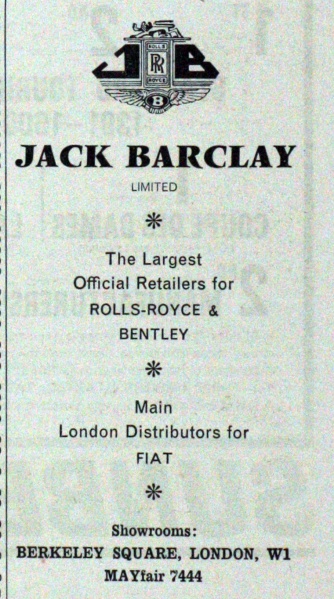 J B
ROLLS
RR
ROYCE
B
JACK BARCLAY
LIMITED
The Largest
Official Retailers for
ROLLS-ROYCE &
BENTLEY
Main
London Distributors for
FIAT
Showrooms:
BERKELEY SQUARE, LONDON, W1
MAYfair 7444